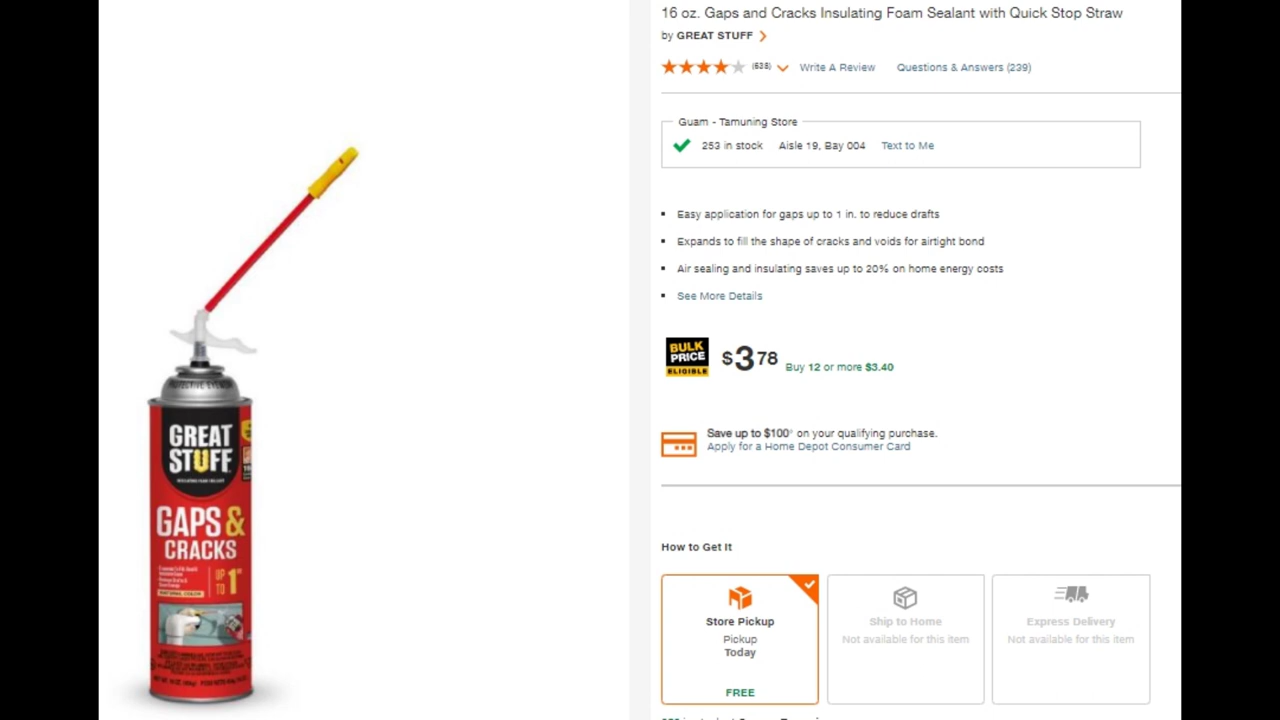 16 oz. Gaps and Cracks Insulating Foam Sealant with Quick Stop Straw
by GREAT STUFF
(535) Write A Review Questions & Answers (239)
Guam - Tamuning Store
253 in stock Aisle 19, Bay 004 Text to Me
Easy application for gaps up to 1 in. to reduce drafts
Expands to fill the shape of cracks and voids for airtight bond
Air sealing and insulating saves up to 20% on home energy costs
See More Details
BULK
PRICE
ELIGIBLE
$3 78 Buy 12 or more $3.40
Save up to $100° on your qualifying purchase.
Apply for a Home Depot Consumer Card
How to Get It
Store Pickup
Pickup
Today
FREE
Ship to Home
Not available for this item
Express Delivery
Not available for this item
GREAT
STUFF
GAPS &
CRACKS
UP
TO 1"